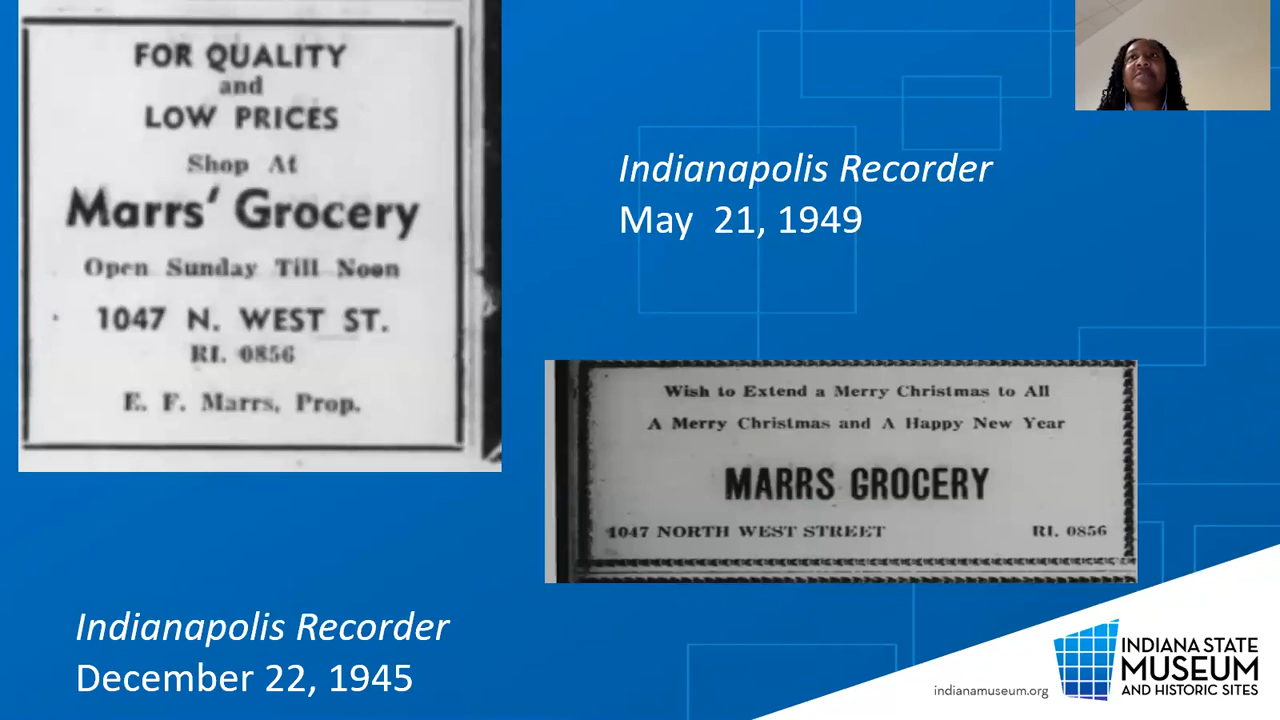 FOR QUALITY
and
LOW PRICES
Shop At
Marrs' Grocery
Open Sunday Till Noon
1047 N. WEST ST.
RI. 0856
E. F. Marrs, Prop.
Indianapolis Recorder
May 21, 1949
Wish to Extend a Merry Christmas to All
A Merry Christmas and A Happy New Year
MARRS GROCERY
1047 NORTH WEST STREET RI. 0856
Indianapolis Recorder
December 22, 1945
indianamuseum.org
INDIANA STATE
MUSEUM
AND HISTORIC SITES